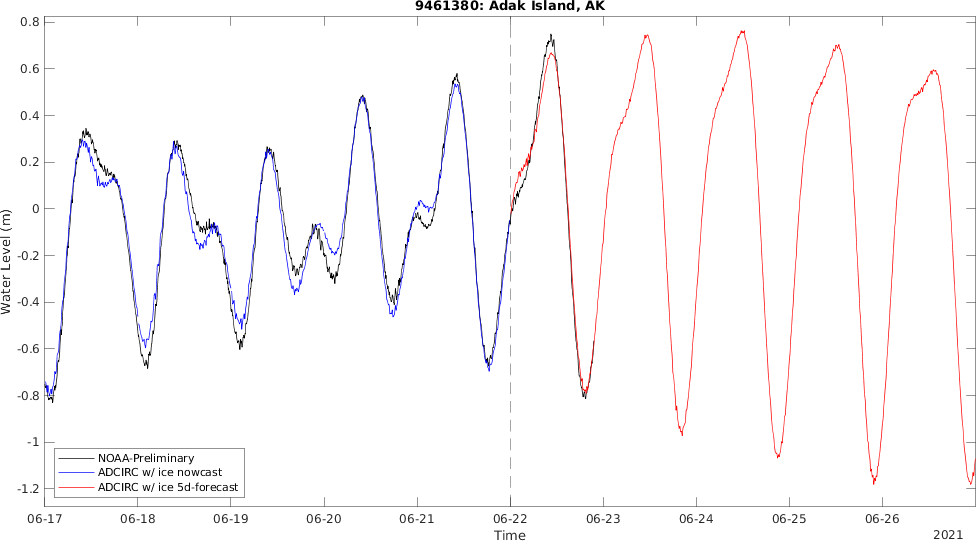 9461380: Adak Island, AK
0.8
0.6
0.4
0.2
0
-0.2
-0.4
-0.6
-0.8
-1
-1.2
Water Level (m)
NOAA-Preliminary
ADCIRC w/ ice nowcast
ADCIRC w/ ice 5d-forecast
06-17 06-18 06-19 06-20 06-21 06-22 06-23 06-24 06-25 06-26
Time
2021